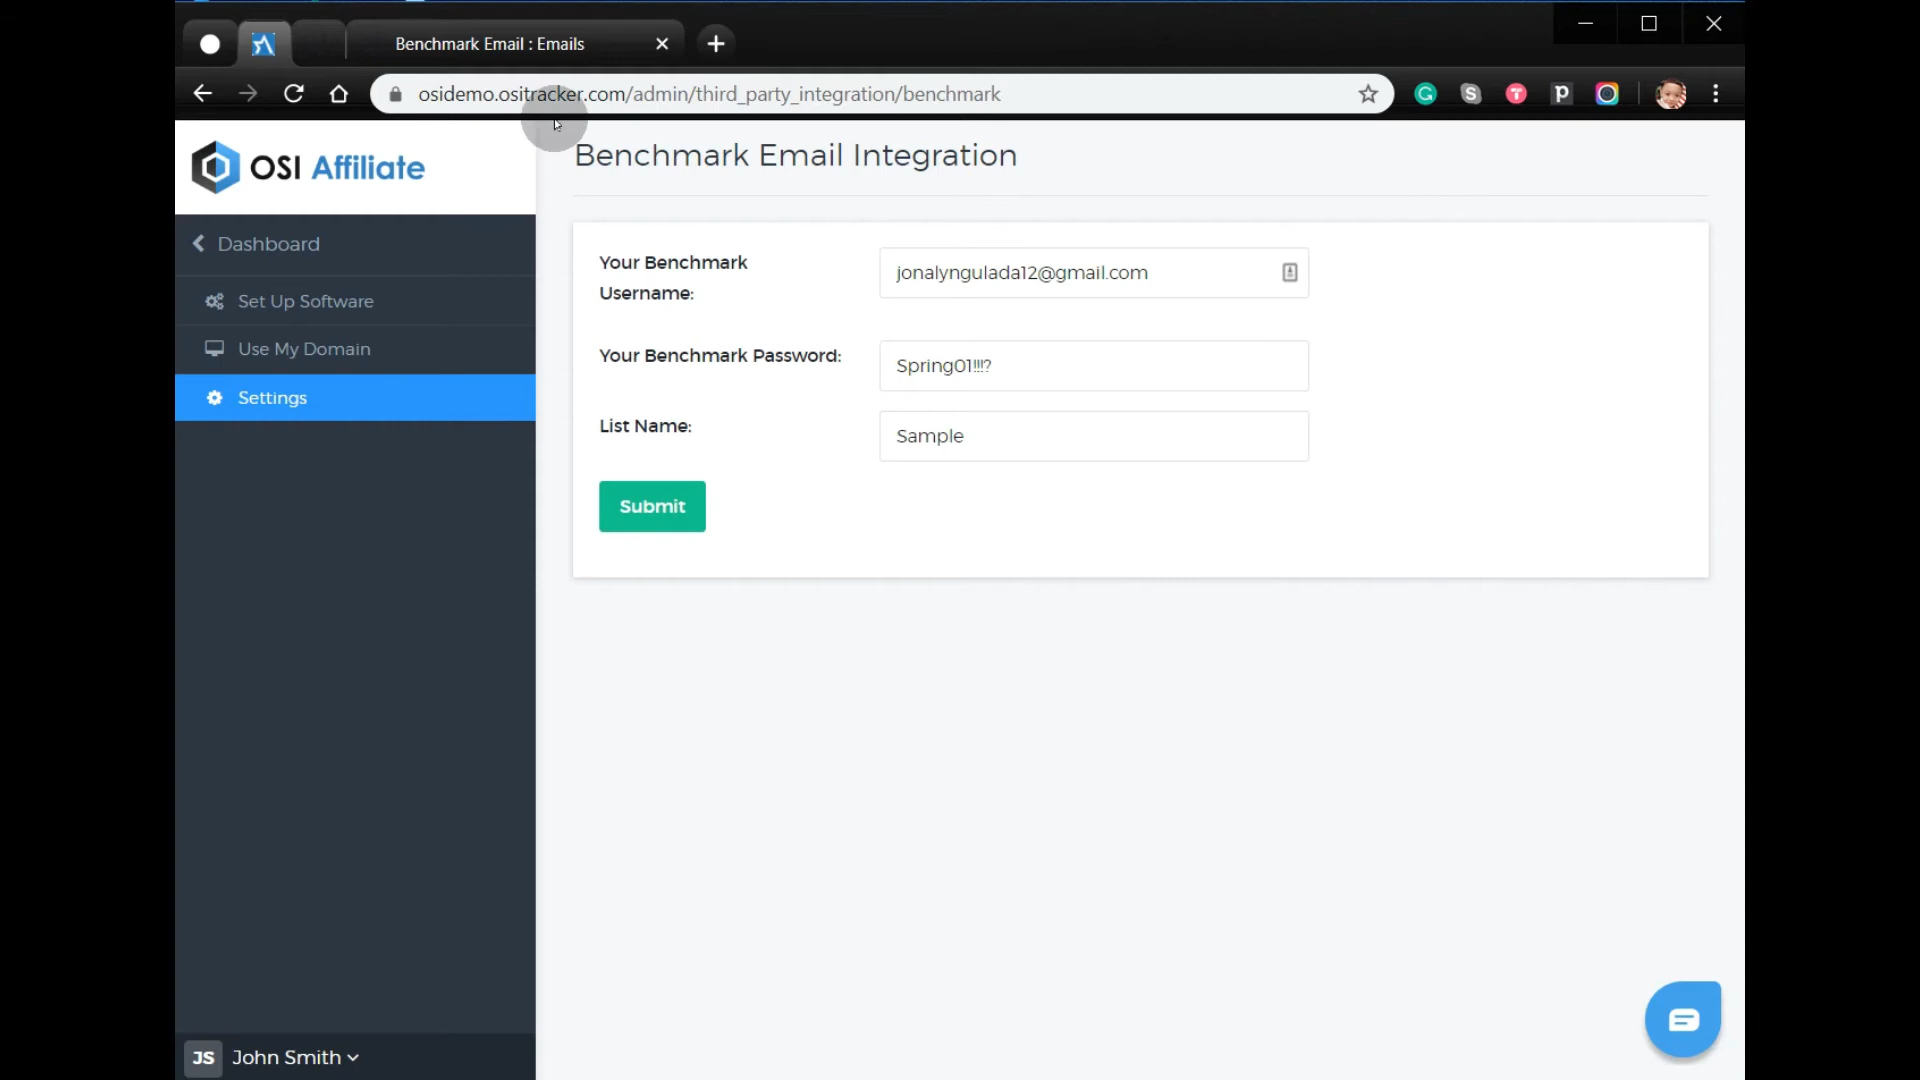 Benchmark Email : Emails
osidemo.ositracker.com/admin/third_party_integration/benchmark
OSI Affiliate
Benchmark Email Integration
Dashboard
Set Up Software
Use My Domain
Settings
Your Benchmark
Username:
jonalyngulada12@gmail.com
Your Benchmark Password:
Spring01!!!?
List Name:
Sample
Submit
JS
John Smith